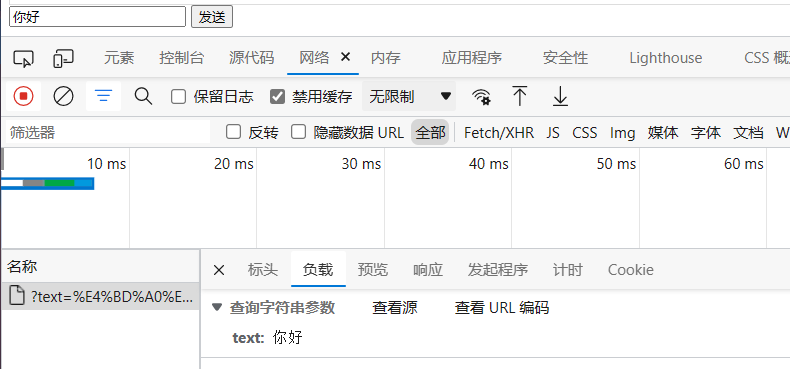 你好 发送
元素 控制台 源代码 网络 内存 应用程序 安全性 Lighthouse CSS 概
保留日志 禁用缓存 无限制
筛选器 反转 隐藏数据 URL 全部 Fetch/XHR JS CSS Img 媒体 字体 文档 W
10 ms 20 ms 30 ms 40 ms 50 ms 60 ms
名称 标头 负载 预览 响应 发起程序 计时 Cookie
?text=%E4%BD%A0%E... 查询字符串参数 查看源 查看 URL 编码
text: 你好